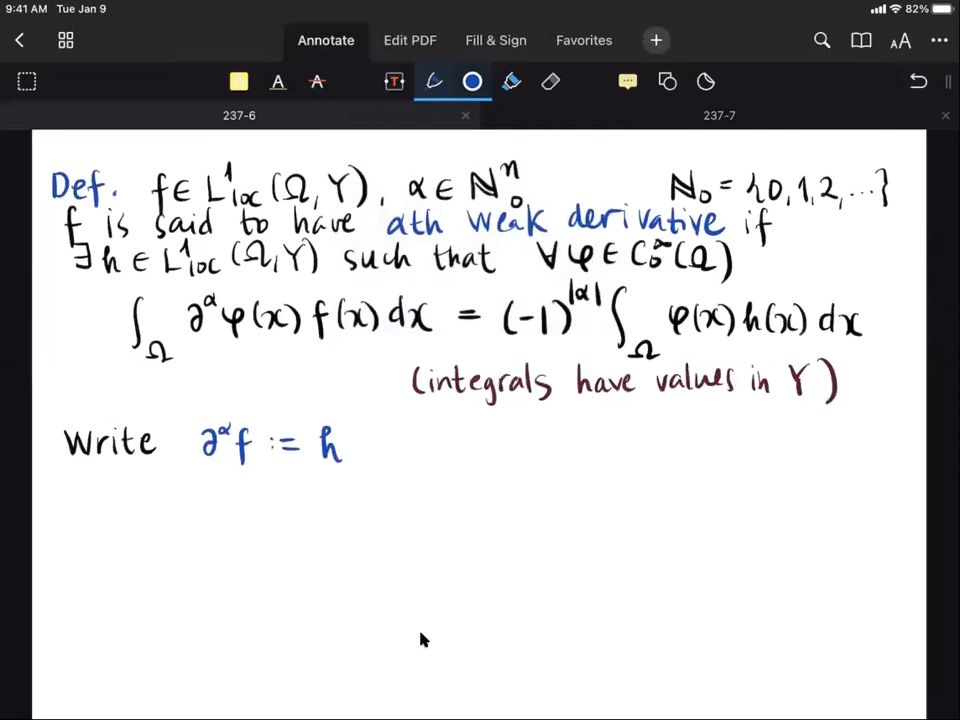 9:41 AM Tue Jan 9 82%
Annotate Edit PDF Fill & Sign Favorites
237-6 237-7
Def. f ∈ L¹loc (Ω, Y), α ∈ ℕ₀ⁿ ℕ₀ = {0, 1, 2, ...}
f is said to have αth weak derivative if
∃ h ∈ L¹loc (Ω, Y) such that ∀ φ ∈ C₀^∞(Ω)
∫_Ω ∂^α φ(x) f(x) dx = (-1)^|α| ∫_Ω φ(x) h(x) dx
(integrals have values in Y)
Write ∂^α f := h